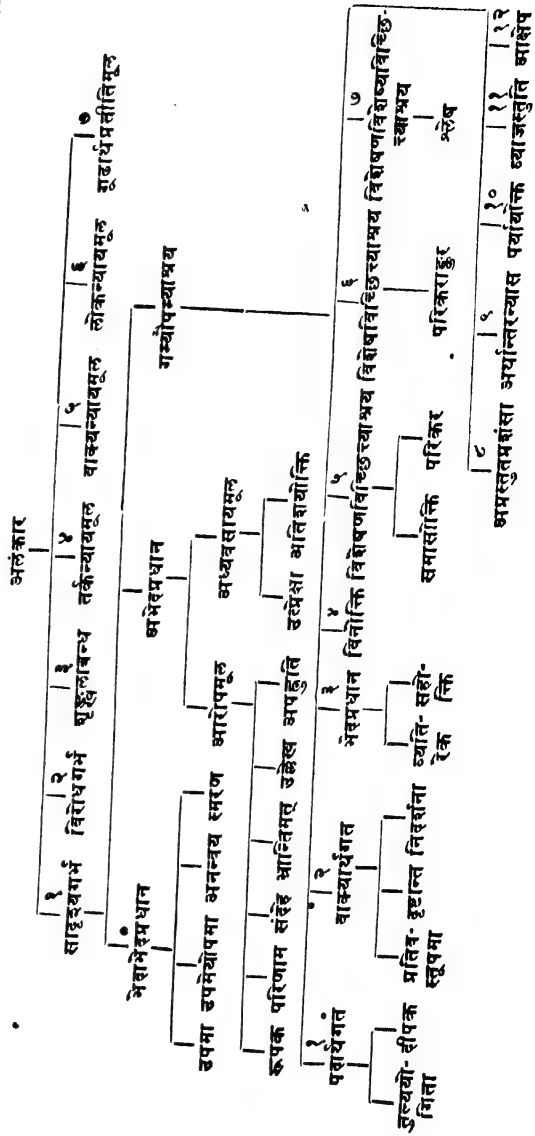 अलंकार
१ २ ३ ४ ५ ६ ७
सादृश्यगर्भ विरोधगर्भ शृङ्खलाबन्ध तर्कन्यायमूल वाक्यन्यायमूल लोकन्यायमूल गूढार्थप्रतीतिमूल
भेदाभेदप्रधान अभेदप्रधान गम्यौपम्याश्रय
आरोपमूल अध्यवसायमूल
उपमा उपमेयोपमा अनन्वय स्मरण
उत्प्रेक्षा अतिशयोक्ति
रूपक परिणाम संदेह भ्रान्तिमत् उल्लेख अपह्नुति
१ २ ३ ४ ५ ६ ७
पदार्थगत वाक्यार्थगत भेदप्रधान विनोक्ति विशेषणविच्छित्त्याश्रय विशेष्यविच्छित्त्याश्रय विशेषणविशेष्यविच्छि-
त्त्याश्रय
तुल्ययो- दीपक प्रतिव- दृष्टान्त निदर्शना व्यति- सहो- समासोक्ति परिकर परिकराङ्कुर श्लेष
गिता स्तूपमा रेक क्ति
८ ९ १० ११ १२
अप्रस्तुतप्रशंसा अर्थान्तरन्यास पर्यायोक्ति व्याजस्तुति आक्षेप